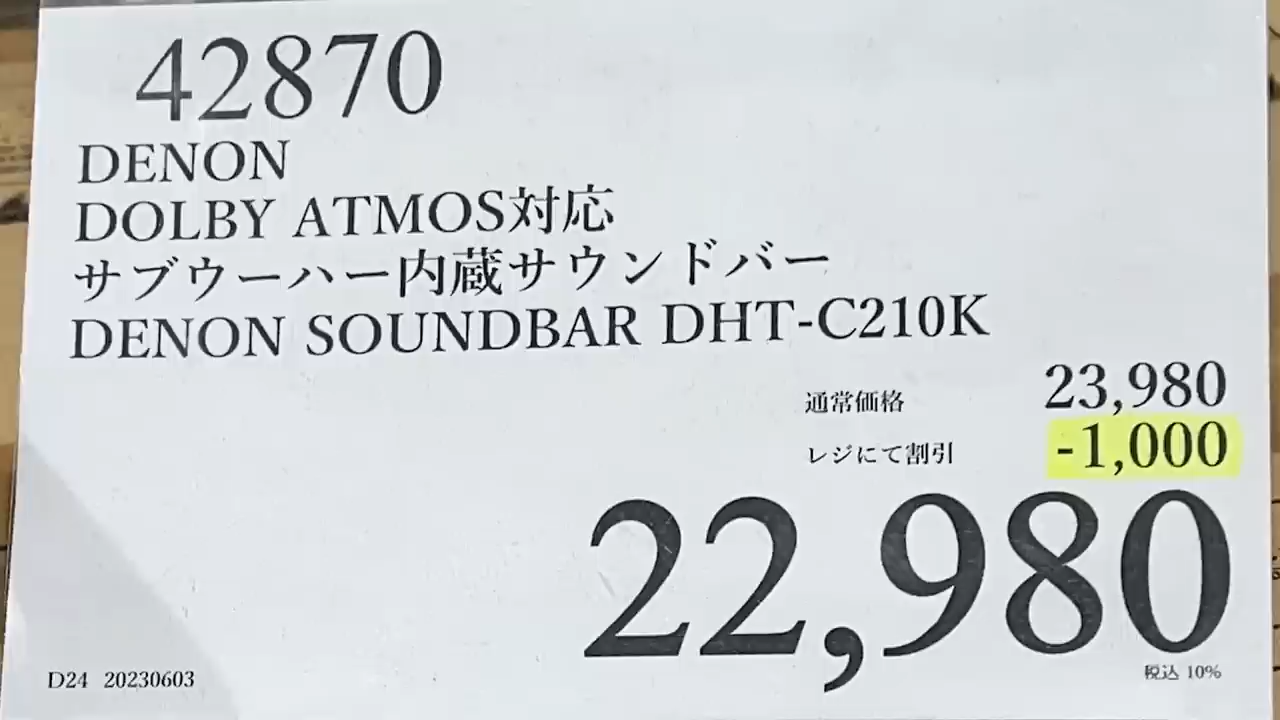 42870
DENON
DOLBY ATMOS対応
サブウーハー内蔵サウンドバー
DENON SOUNDBAR DHT-C210K
通常価格 23,980
レジにて割引 -1,000
22,980
税込 10%
D24 20230603